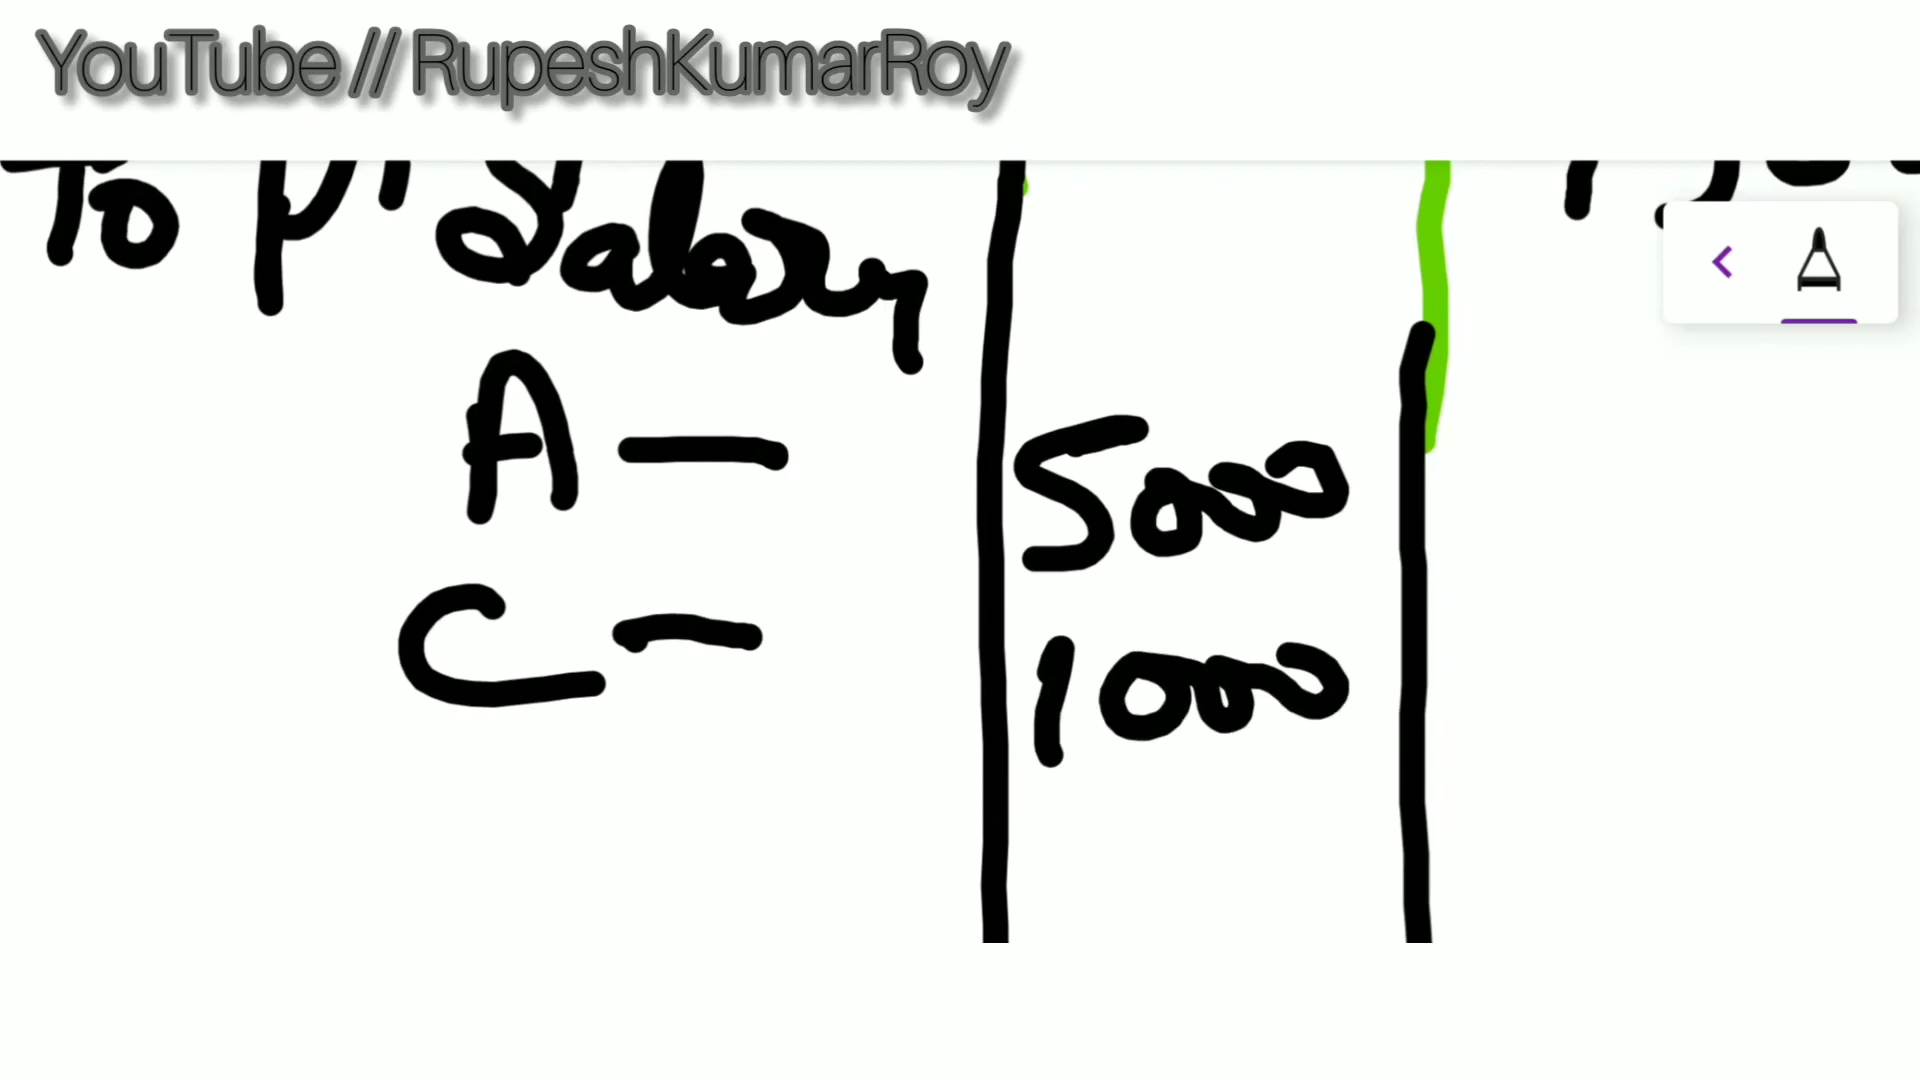 YouTube // RupeshKumarRoy
To P's Salary
A — 5000
C — 1000